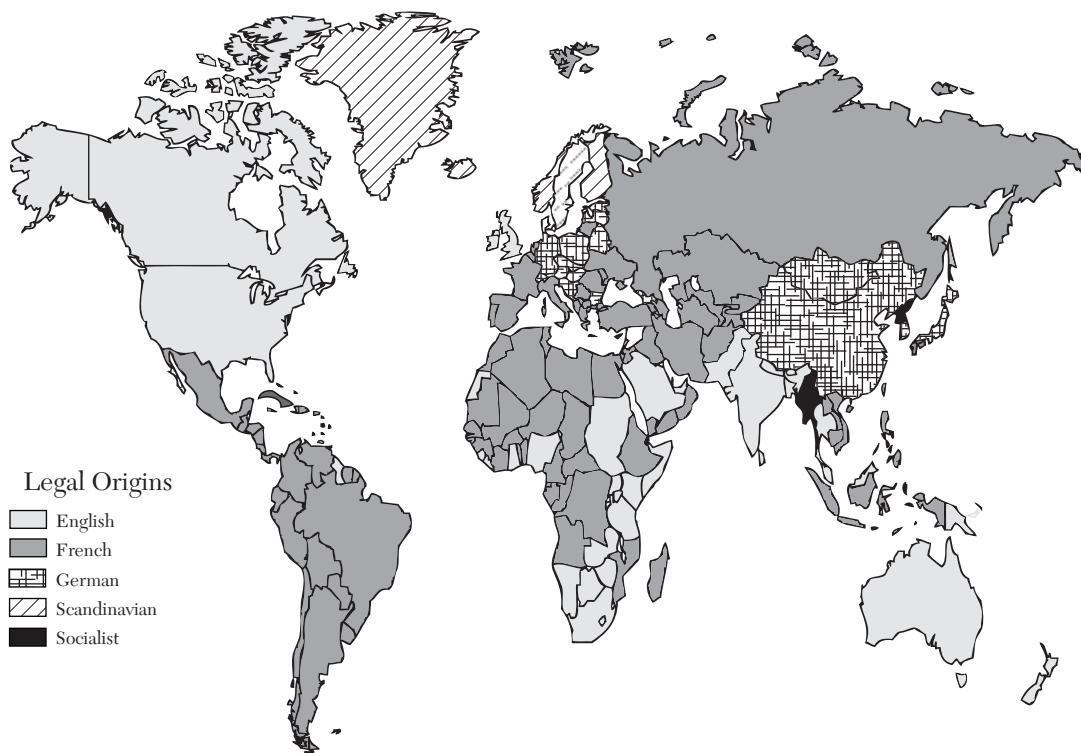 Legal Origins
English
French
German
Scandinavian
Socialist